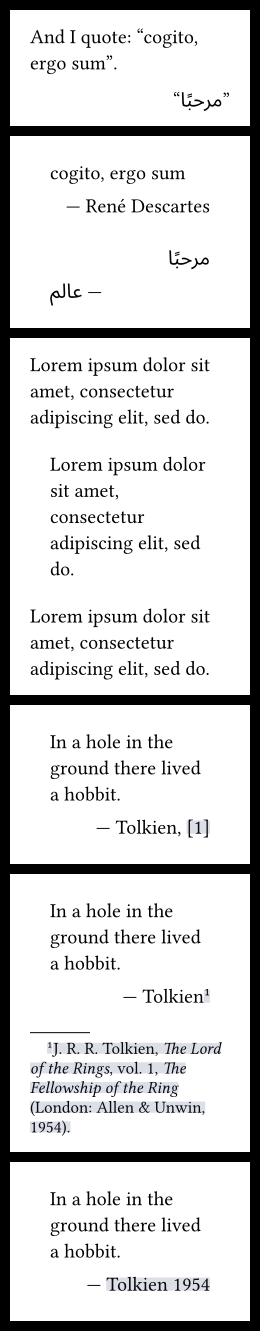 And I quote: “cogito,
ergo sum”.
“مرحبًا”
cogito, ergo sum
— René Descartes
مرحبًا
— عالم
Lorem ipsum dolor sit
amet, consectetur
adipiscing elit, sed do.
Lorem ipsum dolor
sit amet,
consectetur
adipiscing elit, sed
do.
Lorem ipsum dolor sit
amet, consectetur
adipiscing elit, sed do.
In a hole in the
ground there lived
a hobbit.
— Tolkien, [1]
In a hole in the
ground there lived
a hobbit.
— Tolkien¹
¹J. R. R. Tolkien, The Lord
of the Rings, vol. 1, The
Fellowship of the Ring
(London: Allen & Unwin,
1954).
In a hole in the
ground there lived
a hobbit.
— Tolkien 1954